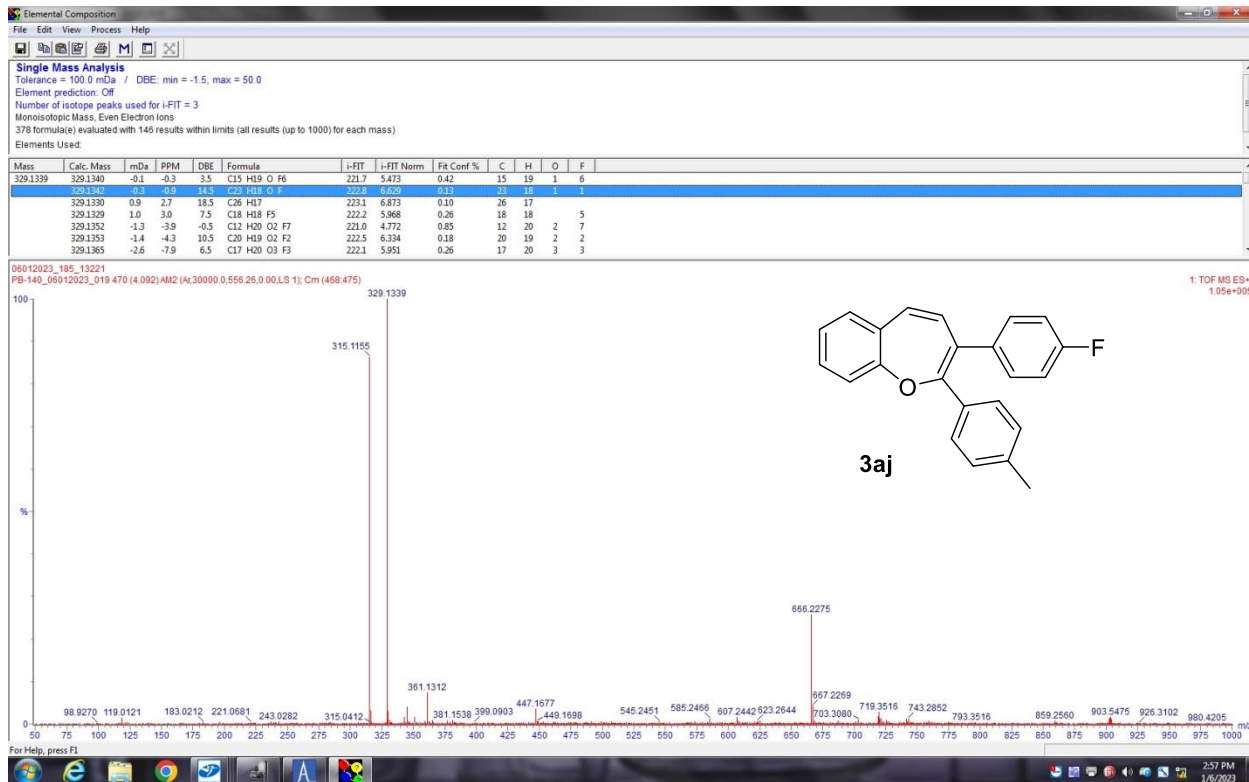 Elemental Composition
File Edit View Process Help
Single Mass Analysis
Tolerance = 100.0 mDa / DBE: min = -1.5, max = 50.0
Element prediction: Off
Number of isotope peaks used for i-FIT = 3
Monoisotopic Mass, Even Electron Ions
378 formula(e) evaluated with 146 results within limits (all results (up to 1000) for each mass)
Elements Used:
Mass Calc. Mass mDa PPM DBE Formula i-FIT i-FIT Norm Fit Conf % C H O F
329.1339 329.1340 -0.1 -0.3 3.5 C15 H19 O F6 221.7 5.473 0.42 15 19 1 6
329.1342 -0.3 -0.9 14.5 C23 H18 O F 222.8 6.629 0.13 23 18 1 1
329.1330 0.9 2.7 18.5 C26 H17 223.1 6.873 0.10 26 17
329.1329 1.0 3.0 7.5 C18 H18 F5 222.2 5.968 0.26 18 18 5
329.1352 -1.3 -3.9 -0.5 C12 H20 O2 F7 221.0 4.772 0.85 12 20 2 7
329.1353 -1.4 -4.3 10.5 C20 H19 O2 F2 222.5 6.334 0.18 20 19 2 2
329.1365 -2.6 -7.9 6.5 C17 H20 O3 F3 222.1 5.951 0.26 17 20 3 3
06012023_185_13221
PB-140_06012023_019 470 (4.092) AM2 (Ar,30000.0,556.26,0.00,LS 1); Cm (468:475)
1: TOF MS ES+
1.05e+005
100
329.1339
315.1155
F
O
3aj
%
666.2275
361.1312
447.1677
98.9270 119.0121 183.0212 221.0681 243.0282 315.0412 381.1538 399.0903 449.1698 545.2451 585.2466 607.2442 623.2644 667.2269 703.3080 719.3516 743.2852 793.3516 859.2560 903.5475 926.3102 980.4205
0
50 75 100 125 150 175 200 225 250 275 300 325 350 375 400 425 450 475 500 525 550 575 600 625 650 675 700 725 750 775 800 825 850 875 900 925 950 975 1000
m/z
For Help, press F1
2:57 PM
1/6/2023